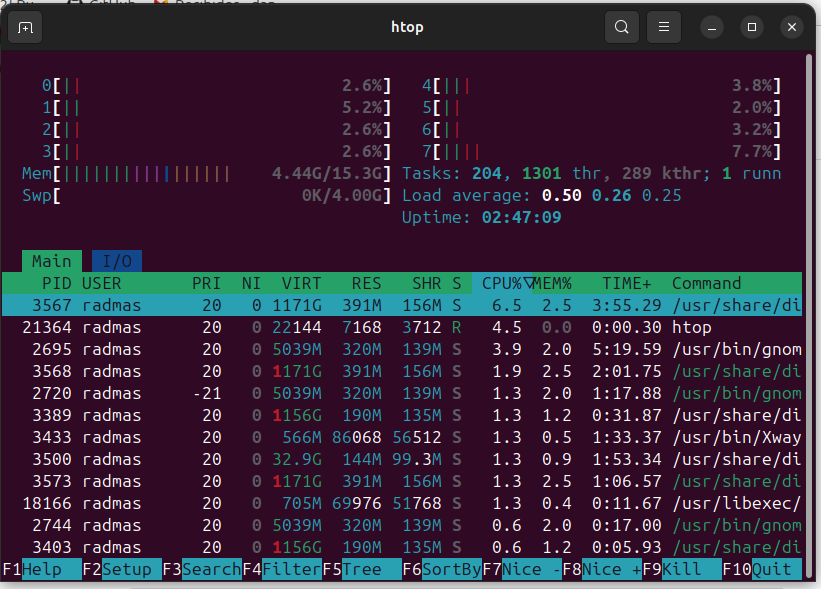 htop
0[|| 2.6%] 4[||| 3.8%]
1[|| 5.2%] 5[|| 2.0%]
2[|| 2.6%] 6[|| 3.2%]
3[|| 2.6%] 7[|||| 7.7%]
Mem[||||||||||||||||| 4.44G/15.3G] Tasks: 204, 1301 thr, 289 kthr; 1 runn
Swp[ 0K/4.00G] Load average: 0.50 0.26 0.25
Uptime: 02:47:09
Main I/O
PID USER PRI NI VIRT RES SHR S CPU%▽MEM% TIME+ Command
3567 radmas 20 0 1171G 391M 156M S 6.5 2.5 3:55.29 /usr/share/di
21364 radmas 20 0 22144 7168 3712 R 4.5 0.0 0:00.30 htop
2695 radmas 20 0 5039M 320M 139M S 3.9 2.0 5:19.59 /usr/bin/gnom
3568 radmas 20 0 1171G 391M 156M S 1.9 2.5 2:01.75 /usr/share/di
2720 radmas -21 0 5039M 320M 139M S 1.3 2.0 1:17.88 /usr/bin/gnom
3389 radmas 20 0 1156G 190M 135M S 1.3 1.2 0:31.87 /usr/share/di
3433 radmas 20 0 566M 86068 56512 S 1.3 0.5 1:33.37 /usr/bin/Xway
3500 radmas 20 0 32.9G 144M 99.3M S 1.3 0.9 1:53.34 /usr/share/di
3573 radmas 20 0 1171G 391M 156M S 1.3 2.5 1:06.57 /usr/share/di
18166 radmas 20 0 705M 69976 51768 S 1.3 0.4 0:11.67 /usr/libexec/
2744 radmas 20 0 5039M 320M 139M S 0.6 2.0 0:17.00 /usr/bin/gnom
3403 radmas 20 0 1156G 190M 135M S 0.6 1.2 0:05.93 /usr/share/di
F1Help F2Setup F3SearchF4FilterF5Tree F6SortByF7Nice -F8Nice +F9Kill F10Quit